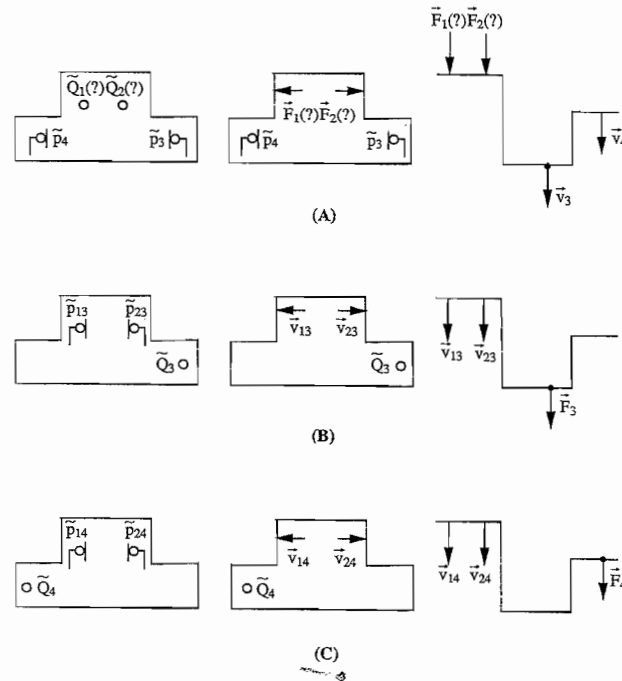 F⃗₁(?)F⃗₂(?)
Q̃₁(?) Q̃₂(?)
p̃₄ p̃₃
F⃗₁(?)F⃗₂(?)
p̃₄ p̃₃
v⃗₃
(A)
p̃₁₃ p̃₂₃
Q̃₃
v⃗₁₃ v⃗₂₃
Q̃₃
v⃗₁₃ v⃗₂₃
F⃗₃
(B)
p̃₁₄ p̃₂₄
Q̃₄
v⃗₁₄ v⃗₂₄
Q̃₄
v⃗₁₄ v⃗₂₄
(C)